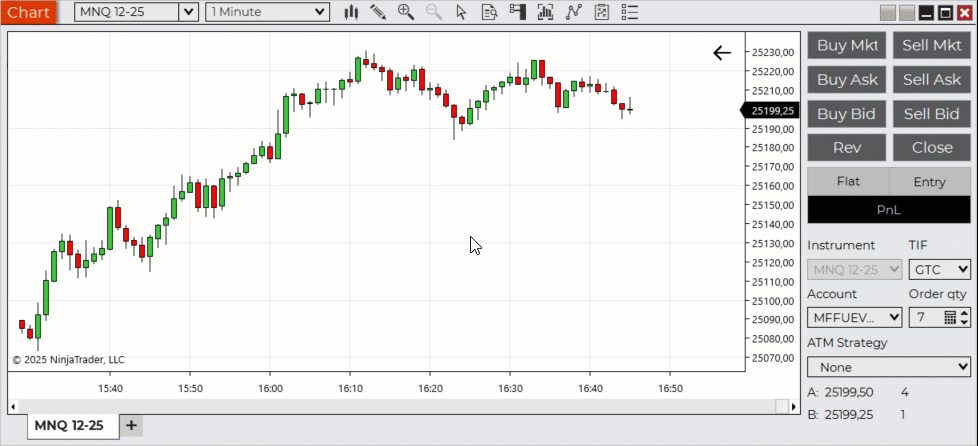 Chart MNQ 12-25 1 Minute
25230,00
25220,00
25210,00
25199,25
25190,00
25180,00
25170,00
25160,00
25150,00
25140,00
25130,00
25120,00
25110,00
25100,00
25090,00
25080,00
25070,00
© 2025 NinjaTrader, LLC
15:40 15:50 16:00 16:10 16:20 16:30 16:40 16:50
MNQ 12-25 +
Buy Mkt Sell Mkt
Buy Ask Sell Ask
Buy Bid Sell Bid
Rev Close
Flat Entry
PnL
Instrument TIF
MNQ 12-25 GTC
Account Order qty
MFFUEV... 7
ATM Strategy
None
A: 25199,50 4
B: 25199,25 1